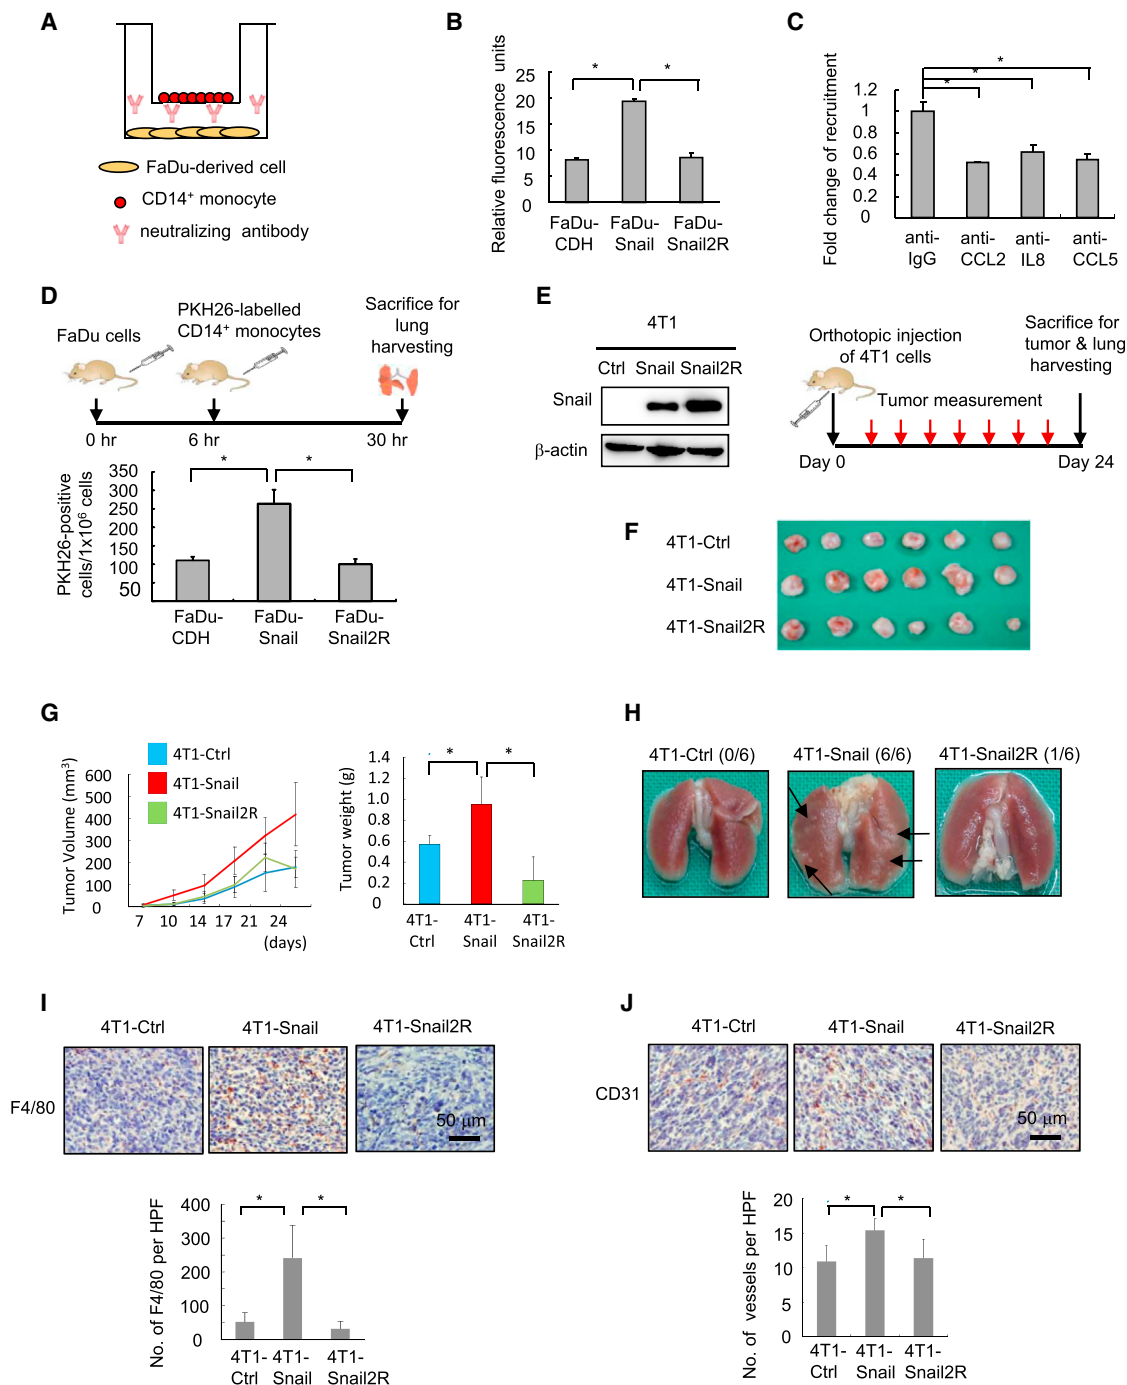 A
FaDu-derived cell
CD14⁺ monocyte
neutralizing antibody
B
Relative fluorescence units
25
20
15
10
5
0
*
*
FaDu-
CDH
FaDu-
Snail
FaDu-
Snail2R
C
Fold change of recruitment
1.2
1
0.8
0.6
0.4
0.2
0
*
*
*
anti-
IgG
anti-
CCL2
anti-
IL8
anti-
CCL5
D
FaDu cells
PKH26-labelled
CD14⁺ monocytes
Sacrifice for
lung
harvesting
0 hr
6 hr
30 hr
PKH26-positive
cells/1x10⁶ cells
350
300
250
200
150
100
50
*
*
FaDu-
CDH
FaDu-
Snail
FaDu-
Snail2R
E
4T1
Ctrl Snail Snail2R
Snail
β-actin
Orthotopic injection
of 4T1 cells
Sacrifice for
tumor & lung
harvesting
Tumor measurement
Day 0
Day 24
F
4T1-Ctrl
4T1-Snail
4T1-Snail2R
G
4T1-Ctrl
4T1-Snail
4T1-Snail2R
Tumor Volume (mm³)
600
500
400
300
200
100
0
7 10 14 17 21 24
(days)
Tumor weight (g)
1.4
1.2
1.0
0.8
0.6
0.4
0.2
0
*
*
4T1-
Ctrl
4T1-
Snail
4T1-
Snail2R
H
4T1-Ctrl (0/6)
4T1-Snail (6/6)
4T1-Snail2R (1/6)
I
4T1-Ctrl
4T1-Snail
4T1-Snail2R
F4/80
50 μm
No. of F4/80 per HPF
400
300
200
100
0
*
*
4T1-
Ctrl
4T1-
Snail
4T1-
Snail2R
J
4T1-Ctrl
4T1-Snail
4T1-Snail2R
CD31
50 μm
No. of vessels per HPF
20
15
10
5
0
*
*
4T1-
Ctrl
4T1-
Snail
4T1-
Snail2R